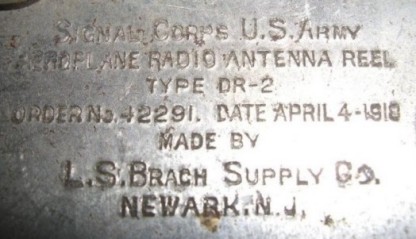 SIGNAL CORPS U.S. ARMY
AEROPLANE RADIO ANTENNA REEL
TYPE DR-2
ORDER No. 42291. DATE APRIL 4-1918
MADE BY
L.S. BRACH SUPPLY Co.
NEWARK. N.J.